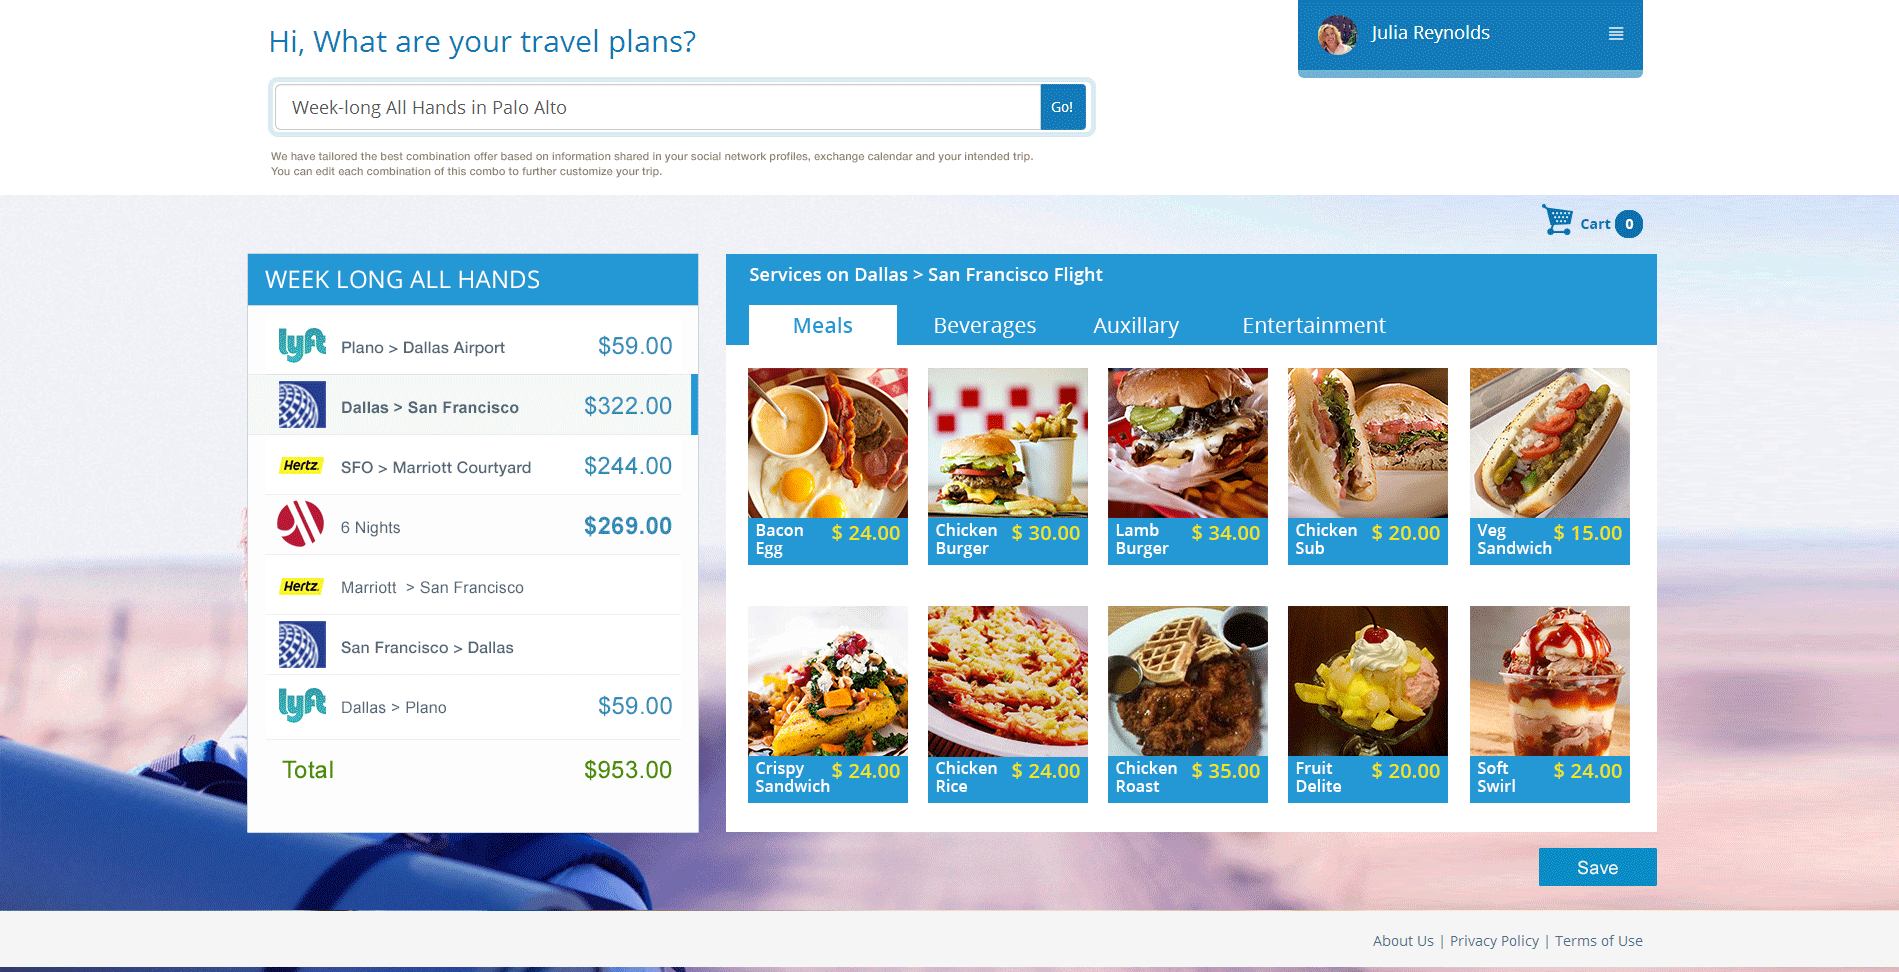 Hi, What are your travel plans?
Julia Reynolds
Week-long All Hands in Palo Alto
Go!
We have tailored the best combination offer based on information shared in your social network profiles, exchange calendar and your intended trip.
You can edit each combination of this combo to further customize your trip.
Cart 0
WEEK LONG ALL HANDS
lyft Plano > Dallas Airport $59.00
Dallas > San Francisco $322.00
Hertz. SFO > Marriott Courtyard $244.00
6 Nights $269.00
Hertz. Marriott > San Francisco
San Francisco > Dallas
lyft Dallas > Plano $59.00
Total $953.00
Services on Dallas > San Francisco Flight
Meals Beverages Auxillary Entertainment
Bacon Egg $ 24.00
Chicken Burger $ 30.00
Lamb Burger $ 34.00
Chicken Sub $ 20.00
Veg Sandwich $ 15.00
Crispy Sandwich $ 24.00
Chicken Rice $ 24.00
Chicken Roast $ 35.00
Fruit Delite $ 20.00
Soft Swirl $ 24.00
Save
About Us | Privacy Policy | Terms of Use